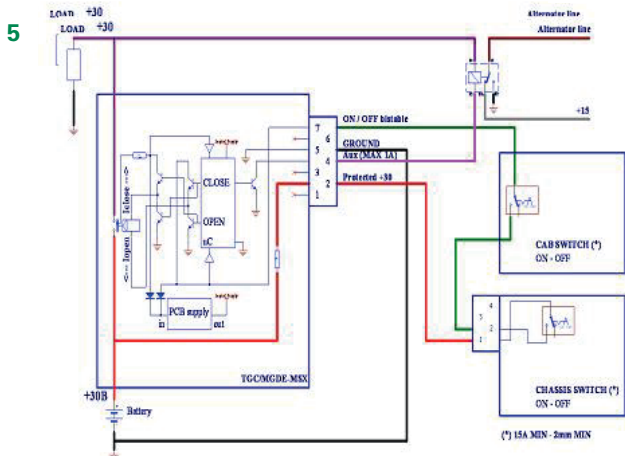 5
LOAD +30
LOAD +30
Alternator line
Alternator line
+15
7
6
5
4
3
2
1
ON / OFF bistable
GROUND
Aux (MAX 1A)
Protected +30
CLOSE
OPEN
uC
<--- Iopen
Iclose --->
PCB supply
in
out
TGC/MGDE-MSX
+30B
Battery
CAB SWITCH (*)
ON - OFF
4
3
2
1
CHASSIS SWITCH (*)
ON - OFF
(*) 15A MIN - 2mm MIN